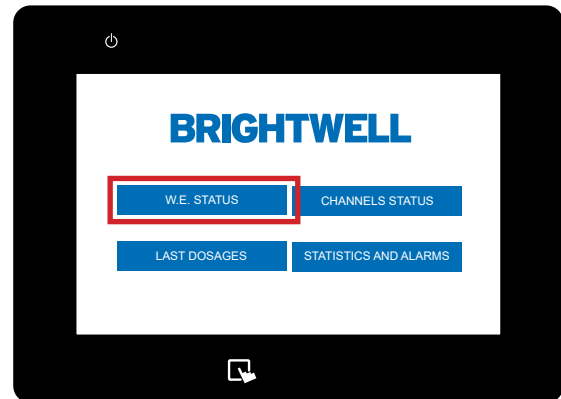 BRIGHTWELL
W.E. STATUS
CHANNELS STATUS
LAST DOSAGES
STATISTICS AND ALARMS